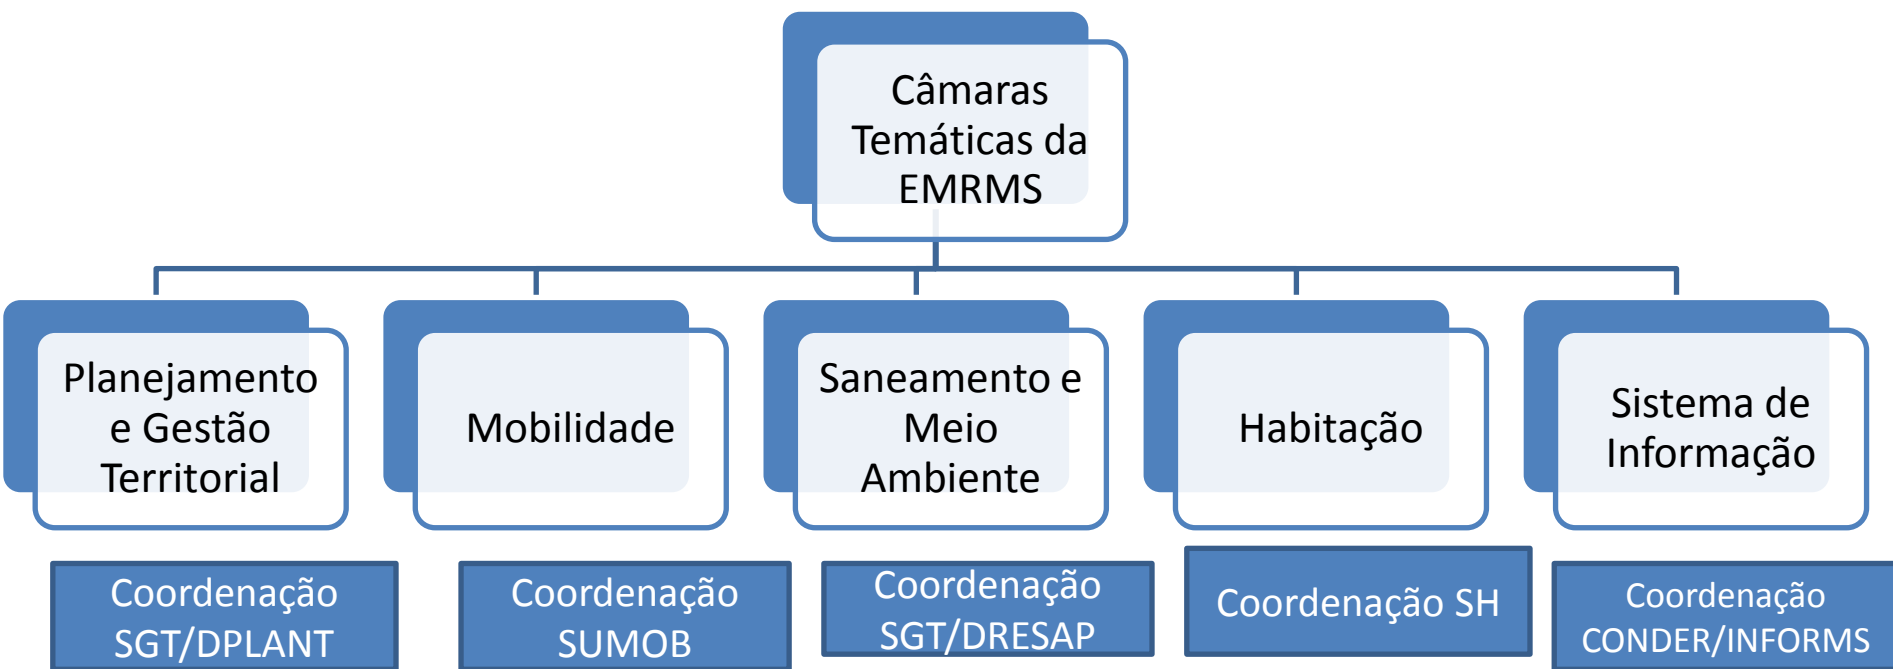 Câmaras
Temáticas da
EMRMS
Planejamento
e Gestão
Territorial
Mobilidade
Saneamento e
Meio
Ambiente
Habitação
Sistema de
Informação
Coordenação
SGT/DPLANT
Coordenação
SUMOB
Coordenação
SGT/DRESAP
Coordenação SH
Coordenação
CONDER/INFORMS